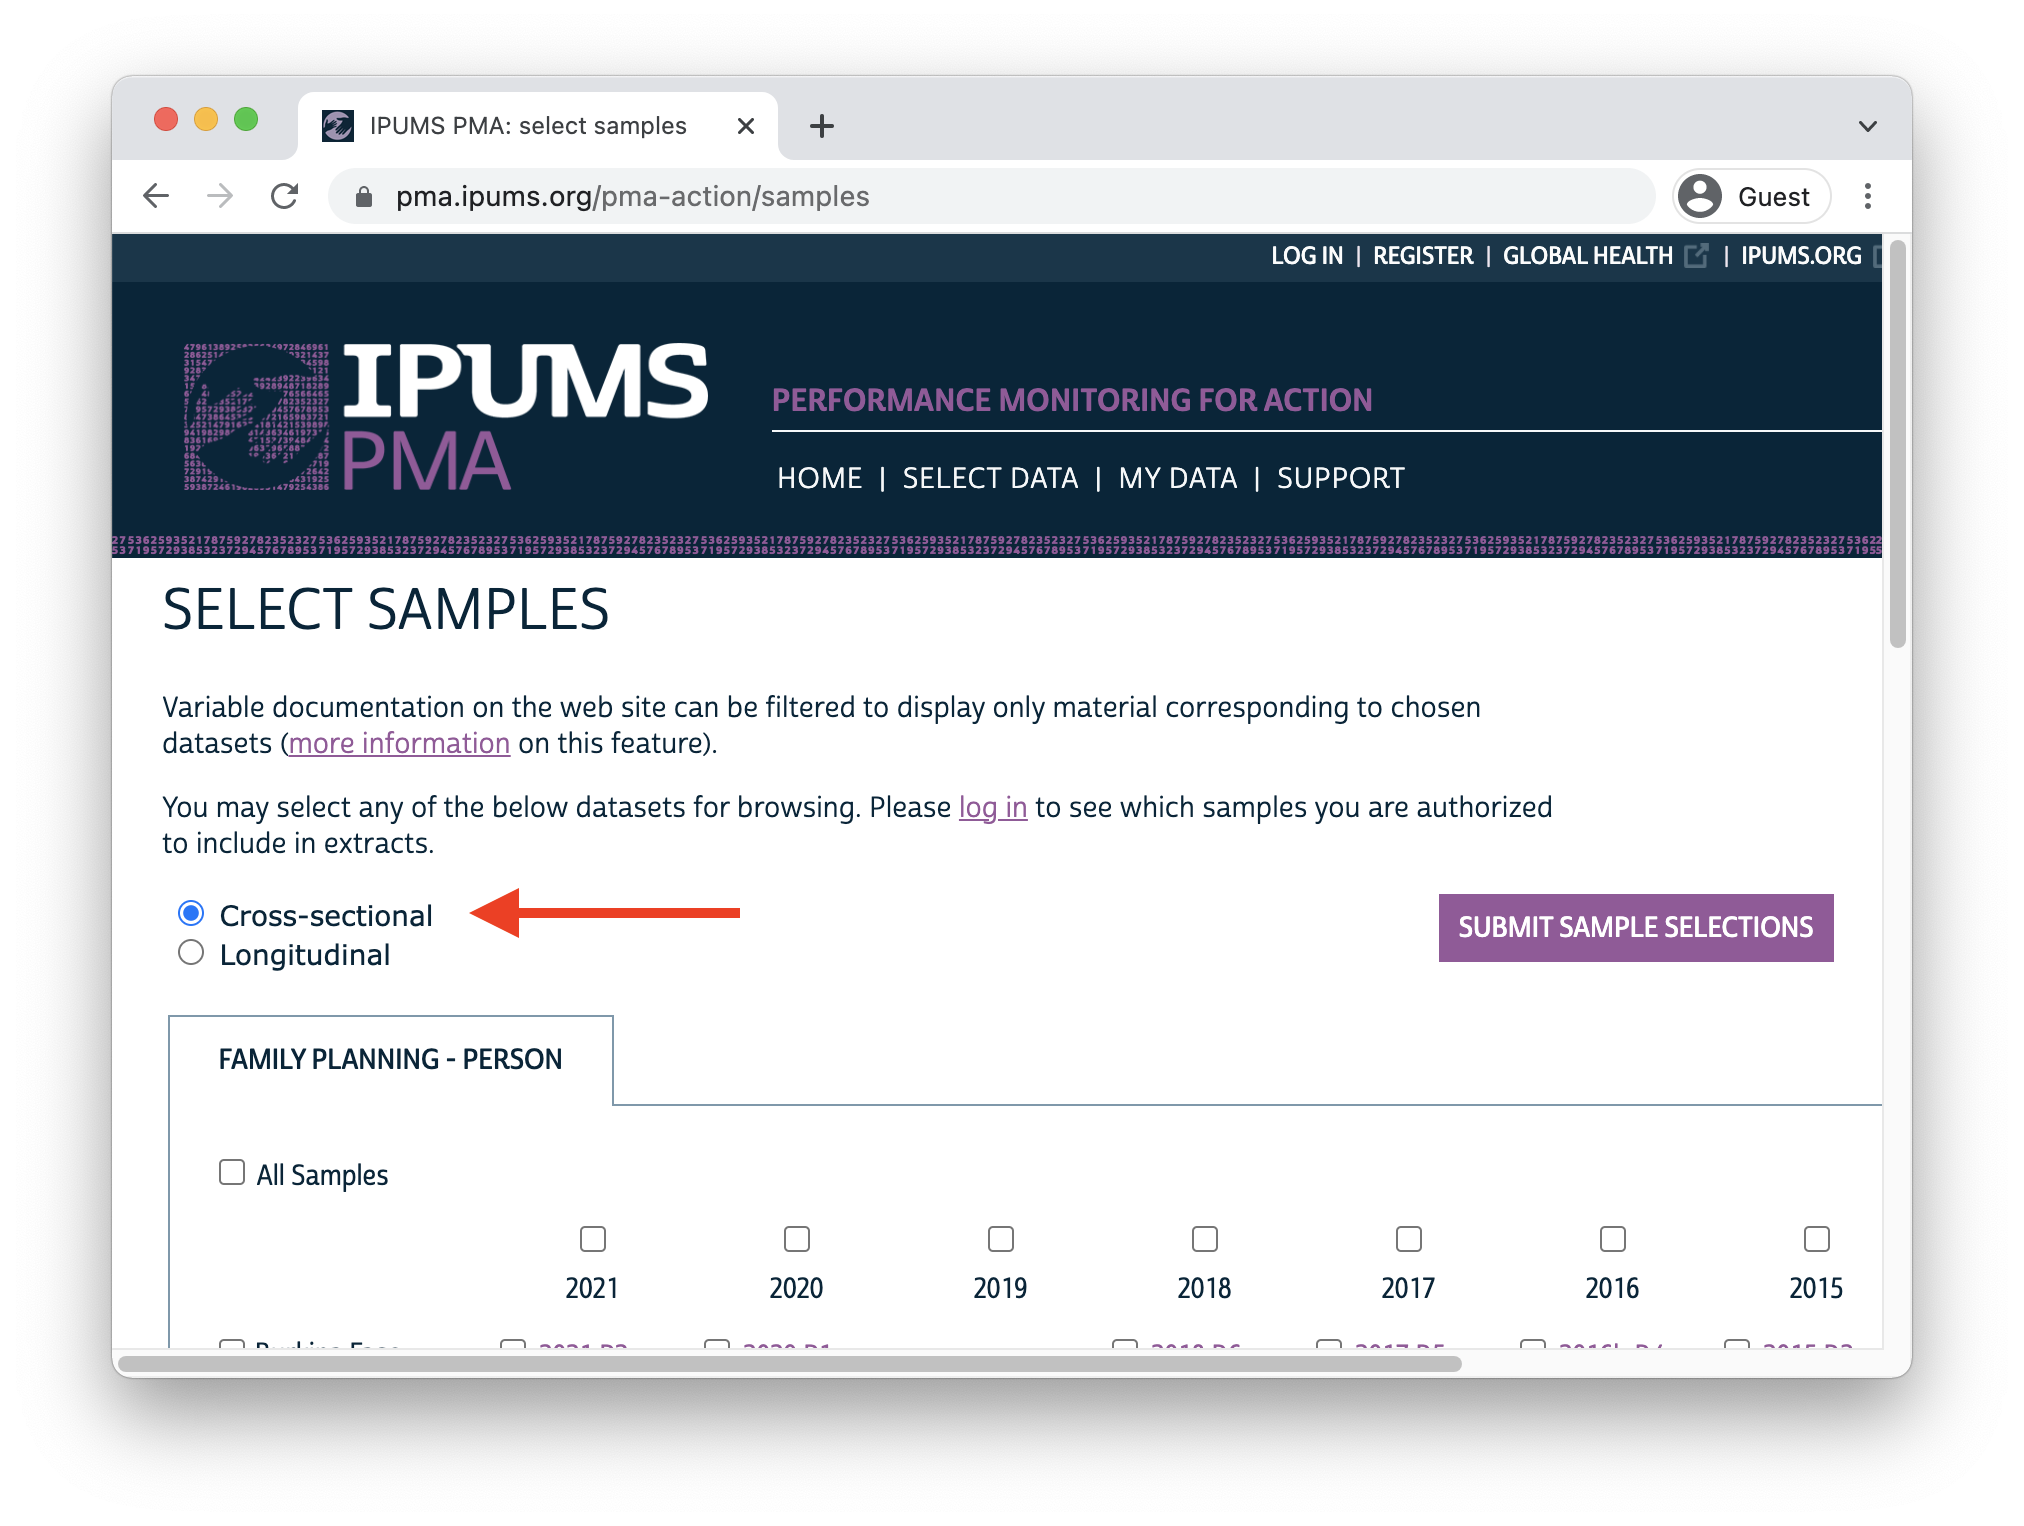 IPUMS PMA: select samples
pma.ipums.org/pma-action/samples
Guest
LOG IN | REGISTER | GLOBAL HEALTH | IPUMS.ORG
IPUMS
PMA
PERFORMANCE MONITORING FOR ACTION
HOME | SELECT DATA | MY DATA | SUPPORT
SELECT SAMPLES
Variable documentation on the web site can be filtered to display only material corresponding to chosen
datasets (more information on this feature).
You may select any of the below datasets for browsing. Please log in to see which samples you are authorized
to include in extracts.
Cross-sectional
Longitudinal
SUBMIT SAMPLE SELECTIONS
FAMILY PLANNING - PERSON
All Samples
2021 2020 2019 2018 2017 2016 2015